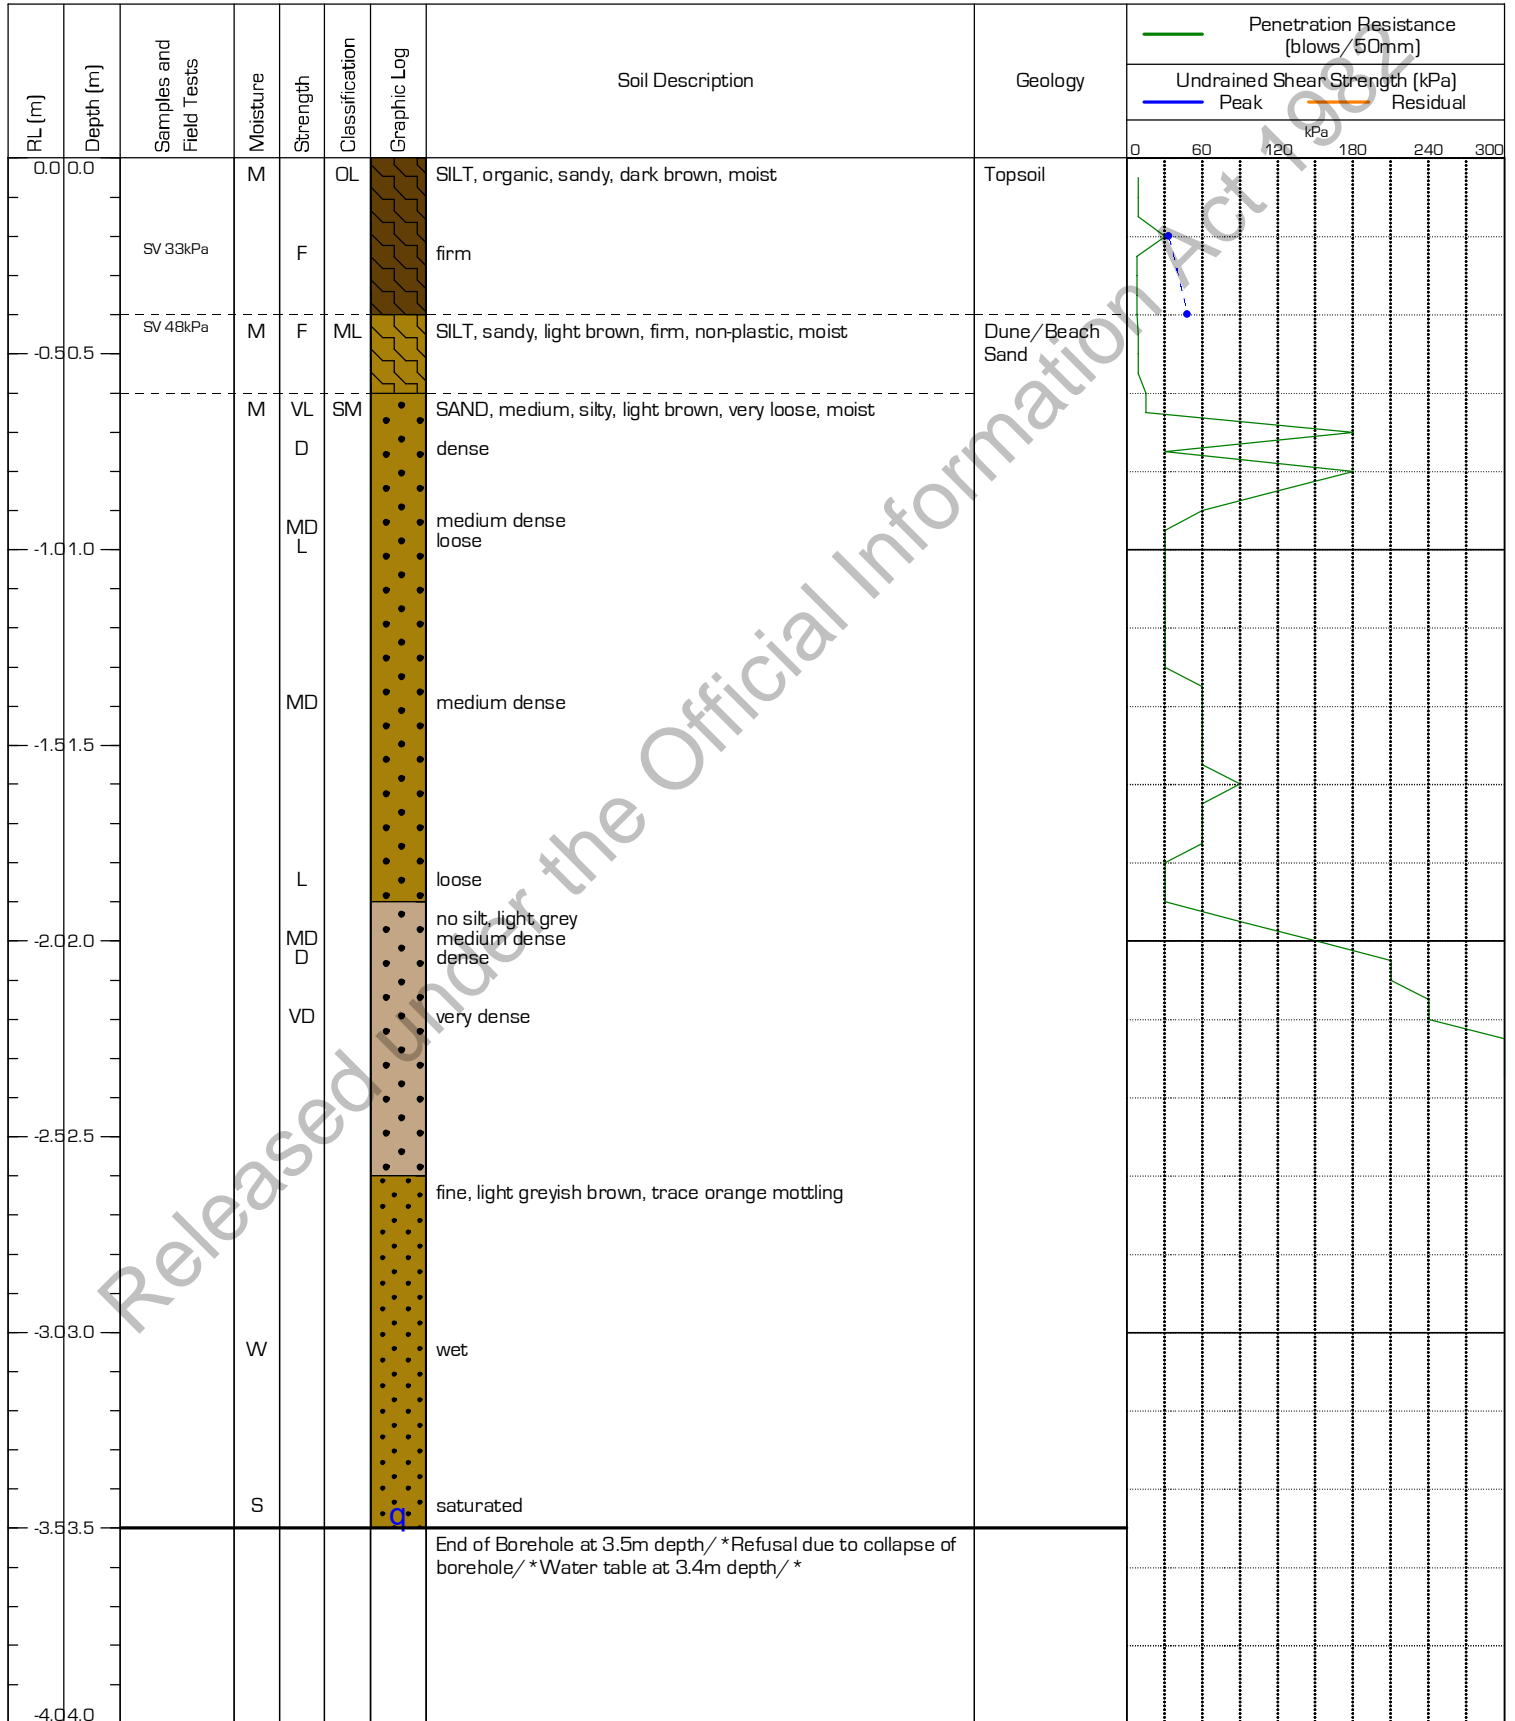 RL (m)
Depth (m)
Samples and
Field Tests
Moisture
Strength
Classification
Graphic Log
Soil Description
Geology
Penetration Resistance
(blows/50mm)
Undrained Shear Strength (kPa)
Peak Residual
kPa
0 60 120 180 240 300
0.0 0.0 M OL SILT, organic, sandy, dark brown, moist Topsoil
SV 33kPa F firm
SV 48kPa M F ML SILT, sandy, light brown, firm, non-plastic, moist Dune/Beach
Sand
-0.5 0.5
M VL SM SAND, medium, silty, light brown, very loose, moist
D dense
MD medium dense
L loose
-1.0 1.0
MD medium dense
-1.5 1.5
L loose
no silt, light grey
-2.0 2.0 MD medium dense
D dense
VD very dense
-2.5 2.5
fine, light greyish brown, trace orange mottling
-3.0 3.0
W wet
S saturated
q
-3.5 3.5
End of Borehole at 3.5m depth/ *Refusal due to collapse of
borehole/ *Water table at 3.4m depth/ *
-4.0 4.0
Released under the Official Information Act 1982